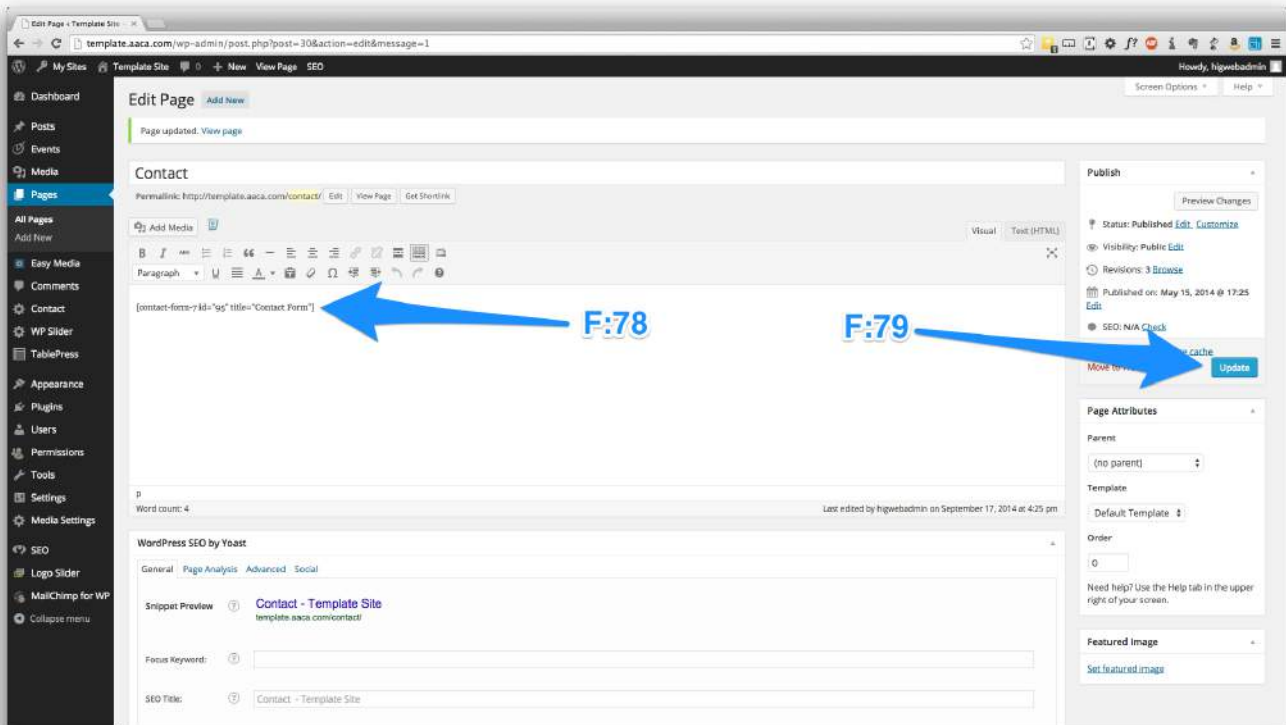 Edit Page ‹ Template Site -
template.aaca.com/wp-admin/post.php?post=30&action=edit&message=1
My Sites Template Site 0 + New View Page SEO Howdy, higwebadmin
Screen Options Help
Dashboard
Posts
Events
Media
Pages
All Pages
Add New
Easy Media
Comments
Contact
WP Slider
TablePress
Appearance
Plugins
Users
Permissions
Tools
Settings
Media Settings
SEO
Logo Slider
MailChimp for WP
Collapse menu
Edit Page Add New
Page updated. View page
Contact
Permalink: http://template.aaca.com/contact/ Edit View Page Get Shortlink
Add Media Visual Text (HTML)
Paragraph
[contact-form-7 id="95" title="Contact Form"]
F:78
F:79
p
Word count: 4 Last edited by higwebadmin on September 17, 2014 at 4:25 pm
WordPress SEO by Yoast
General Page Analysis Advanced Social
Snippet Preview Contact - Template Site
template.aaca.com/contact/
Focus Keyword:
SEO Title: Contact - Template Site
Publish
Preview Changes
Status: Published Edit Customize
Visibility: Public Edit
Revisions: 3 Browse
Published on: May 15, 2014 @ 17:25
Edit
SEO: N/A Check
cache
Move to
Update
Page Attributes
Parent
(no parent)
Template
Default Template
Order
0
Need help? Use the Help tab in the upper
right of your screen.
Featured Image
Set featured image